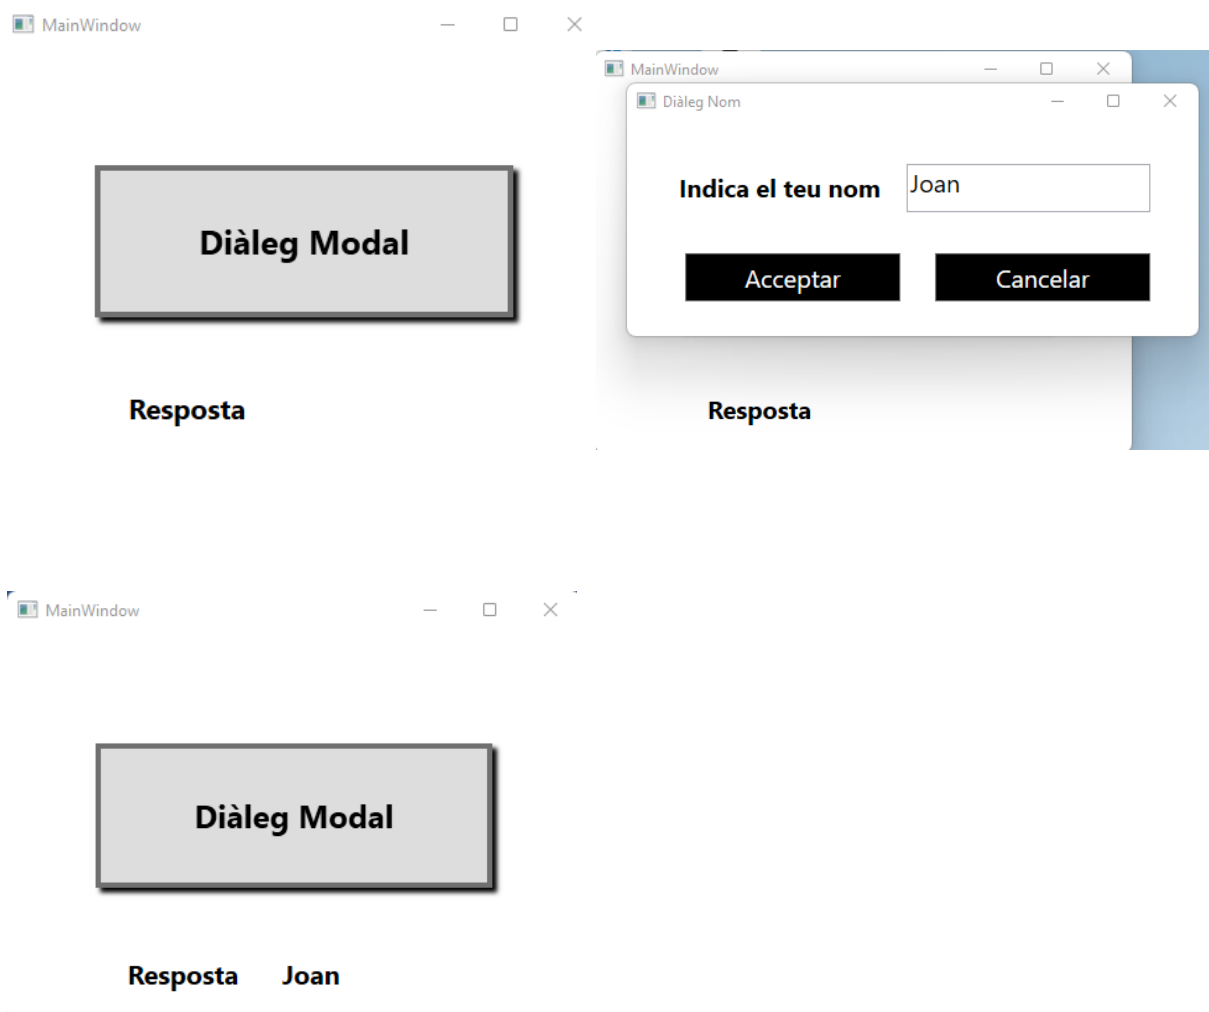 MainWindow
Diàleg Modal
Resposta
MainWindow
Diàleg Nom
Indica el teu nom
Joan
Acceptar
Cancelar
Resposta
MainWindow
Diàleg Modal
Resposta Joan